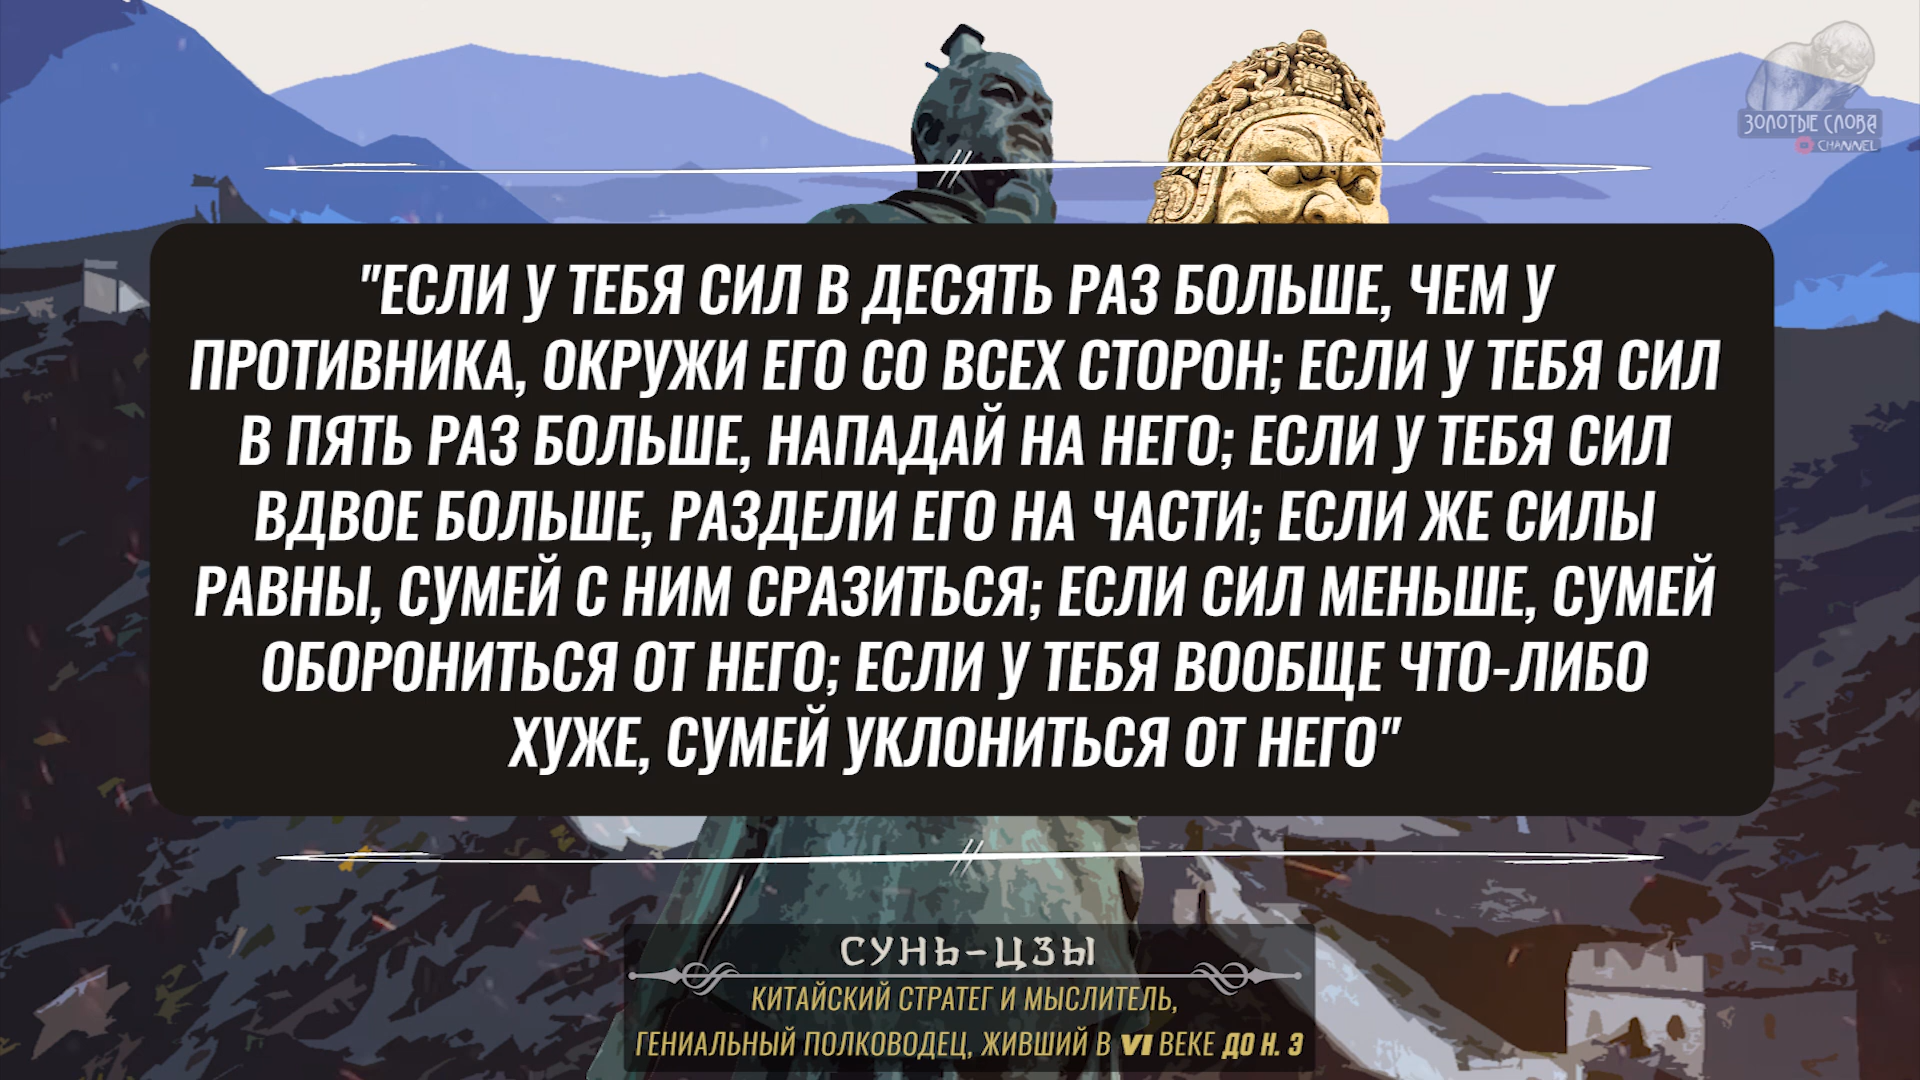 ЗОЛОТЫЕ СЛОВА
CHANNEL
"ЕСЛИ У ТЕБЯ СИЛ В ДЕСЯТЬ РАЗ БОЛЬШЕ, ЧЕМ У
ПРОТИВНИКА, ОКРУЖИ ЕГО СО ВСЕХ СТОРОН; ЕСЛИ У ТЕБЯ СИЛ
В ПЯТЬ РАЗ БОЛЬШЕ, НАПАДАЙ НА НЕГО; ЕСЛИ У ТЕБЯ СИЛ
ВДВОЕ БОЛЬШЕ, РАЗДЕЛИ ЕГО НА ЧАСТИ; ЕСЛИ ЖЕ СИЛЫ
РАВНЫ, СУМЕЙ С НИМ СРАЗИТЬСЯ; ЕСЛИ СИЛ МЕНЬШЕ, СУМЕЙ
ОБОРОНИТЬСЯ ОТ НЕГО; ЕСЛИ У ТЕБЯ ВООБЩЕ ЧТО-ЛИБО
ХУЖЕ, СУМЕЙ УКЛОНИТЬСЯ ОТ НЕГО"
СУНЬ-ЦЗЫ
КИТАЙСКИЙ СТРАТЕГ И МЫСЛИТЕЛЬ,
ГЕНИАЛЬНЫЙ ПОЛКОВОДЕЦ, ЖИВШИЙ В VI ВЕКЕ ДО Н. Э